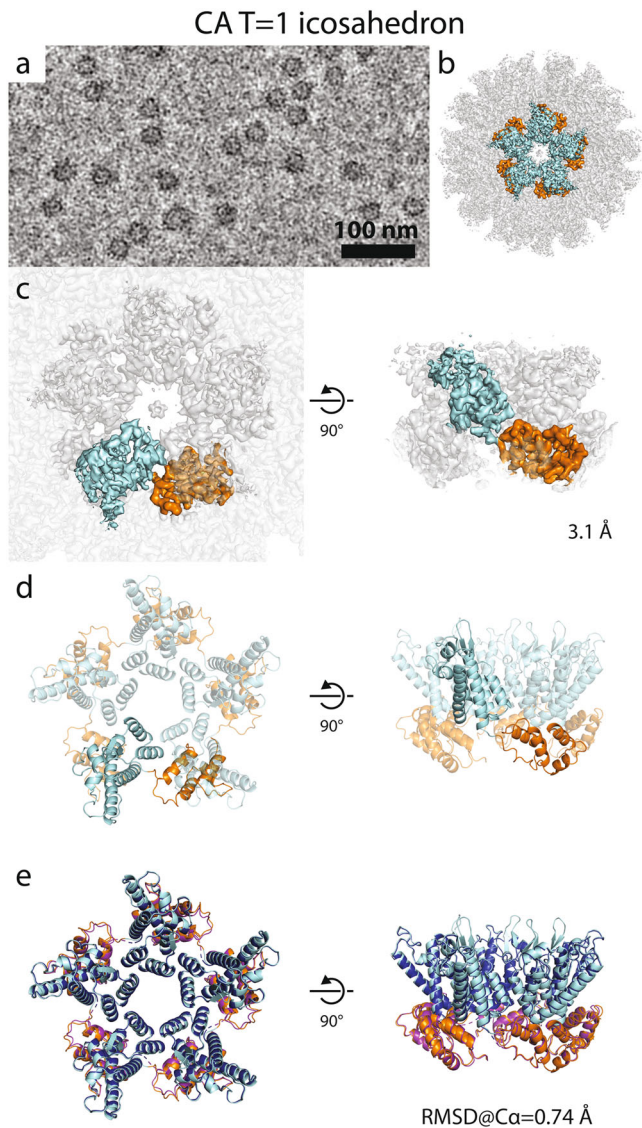 CA T=1 icosahedron
a
b
100 nm
c
90°
3.1 Å
d
90°
e
90°
RMSD@Cα=0.74 Å